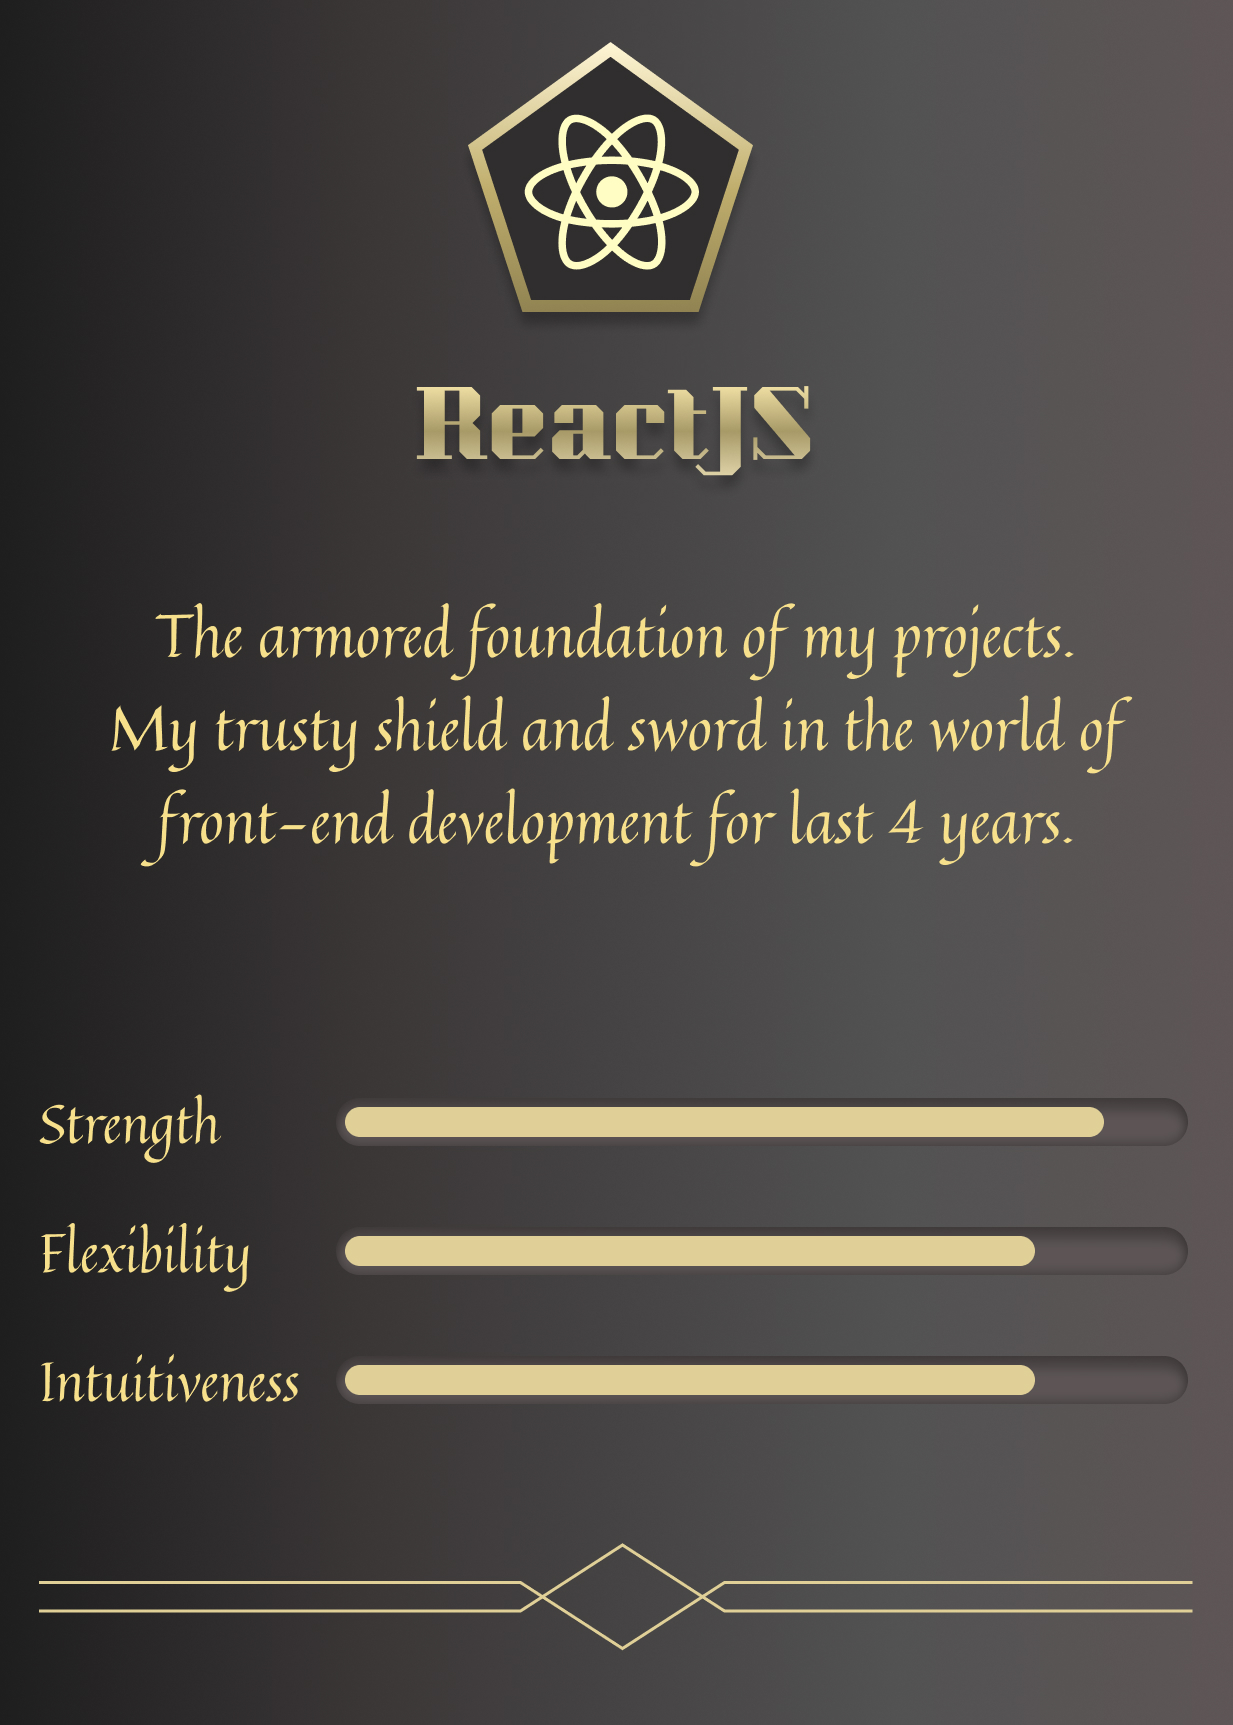 ReactJS
The armored foundation of my projects.
My trusty shield and sword in the world of
front-end development for last 4 years.
Strength
Flexibility
Intuitiveness